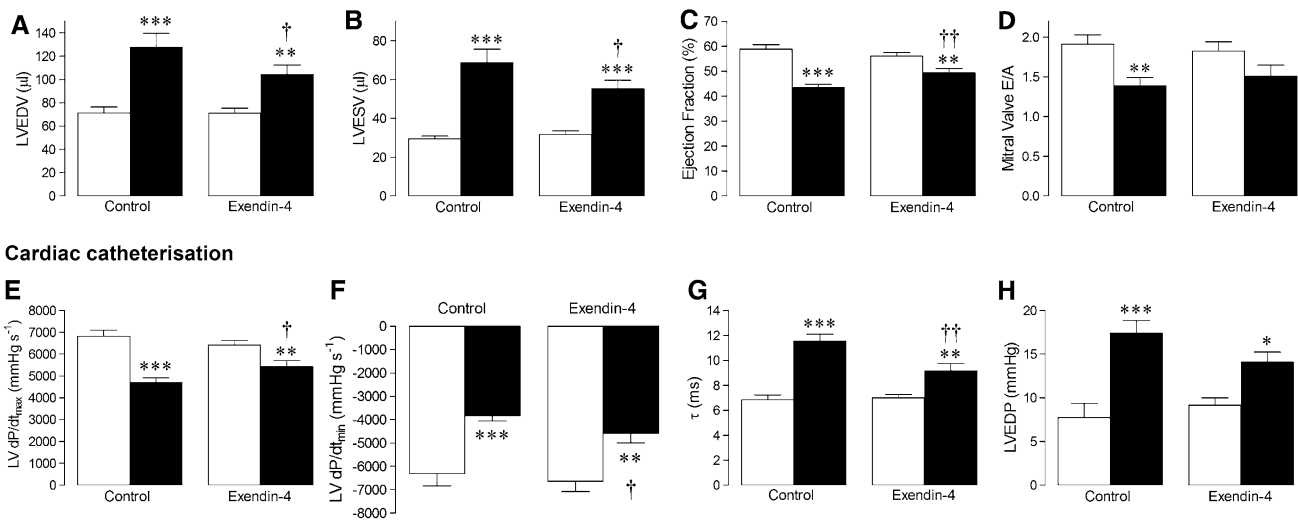 A
LVEDV (µl)
140
120
100
80
60
40
20
0
***
†
**
Control
Exendin-4
B
LVESV (µl)
80
60
40
20
0
***
†
***
Control
Exendin-4
C
Ejection Fraction (%)
70
60
50
40
30
20
10
0
***
††
**
Control
Exendin-4
D
Mitral Valve E/A
2.0
1.5
1.0
0.5
0.0
**
Control
Exendin-4
Cardiac catheterisation
E
LV dP/dtmax (mmHg s-1)
8000
7000
6000
5000
4000
3000
2000
1000
0
***
†
**
Control
Exendin-4
F
Control
Exendin-4
LV dP/dtmin (mmHg s-1)
0
-1000
-2000
-3000
-4000
-5000
-6000
-7000
-8000
***
**
†
G
τ (ms)
14
12
10
8
6
4
2
0
***
††
**
Control
Exendin-4
H
LVEDP (mmHg)
20
15
10
5
0
***
*
Control
Exendin-4